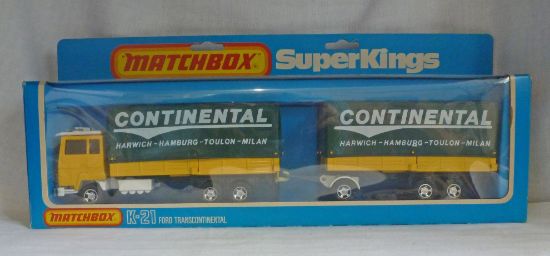 MATCHBOX SuperKings
CONTINENTAL
HARWICH - HAMBURG - TOULON - MILAN
CONTINENTAL
HARWICH - HAMBURG - TOULON - MILAN
MATCHBOX K-21 FORD TRANSCONTINENTAL